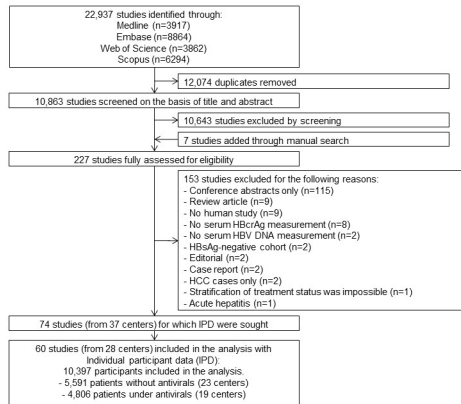 22,937 studies identified through:
Medline (n=3917)
Embase (n=8864)
Web of Science (n=3862)
Scopus (n=6294)
12,074 duplicates removed
10,863 studies screened on the basis of title and abstract
10,643 studies excluded by screening
7 studies added through manual search
227 studies fully assessed for eligibility
153 studies excluded for the following reasons:
- Conference abstracts only (n=115)
- Review article (n=9)
- No human study (n=9)
- No serum HBcrAg measurement (n=8)
- No serum HBV DNA measurement (n=2)
- HBsAg-negative cohort (n=2)
- Editorial (n=2)
- Case report (n=2)
- HCC cases only (n=2)
- Stratification of treatment status was impossible (n=1)
- Acute hepatitis (n=1)
74 studies (from 37 centers) for which IPD were sought
60 studies (from 28 centers) included in the analysis with
Individual participant data (IPD):
10,397 participants included in the analysis.
- 5,591 patients without antivirals (23 centers)
- 4,806 patients under antivirals (19 centers)